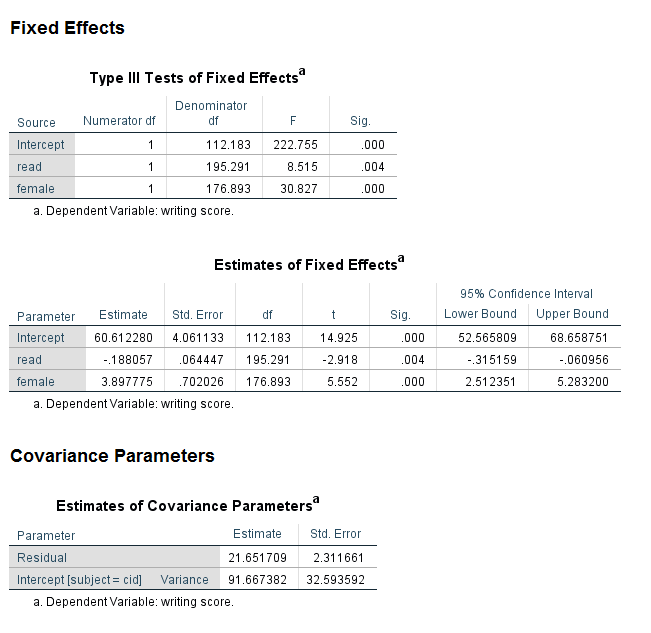 Fixed Effects
Type III Tests of Fixed Effectsa
Source Numerator df Denominator df F Sig.
Intercept 1 112.183 222.755 .000
read 1 195.291 8.515 .004
female 1 176.893 30.827 .000
a. Dependent Variable: writing score.
Estimates of Fixed Effectsa
95% Confidence Interval
Parameter Estimate Std. Error df t Sig. Lower Bound Upper Bound
Intercept 60.612280 4.061133 112.183 14.925 .000 52.565809 68.658751
read -.188057 .064447 195.291 -2.918 .004 -.315159 -.060956
female 3.897775 .702026 176.893 5.552 .000 2.512351 5.283200
a. Dependent Variable: writing score.
Covariance Parameters
Estimates of Covariance Parametersa
Parameter Estimate Std. Error
Residual 21.651709 2.311661
Intercept [subject = cid] Variance 91.667382 32.593592
a. Dependent Variable: writing score.